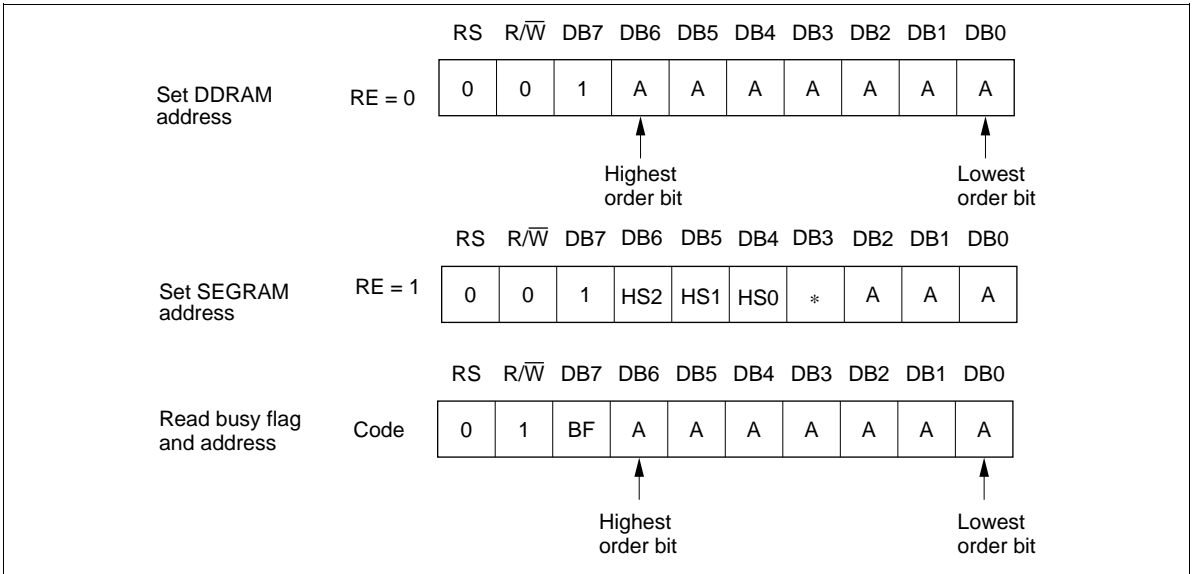 RS R/W̅ DB7 DB6 DB5 DB4 DB3 DB2 DB1 DB0
Set DDRAM address RE = 0 0 0 1 A A A A A A A
Highest order bit Lowest order bit
RS R/W̅ DB7 DB6 DB5 DB4 DB3 DB2 DB1 DB0
Set SEGRAM address RE = 1 0 0 1 HS2 HS1 HS0 * A A A
RS R/W̅ DB7 DB6 DB5 DB4 DB3 DB2 DB1 DB0
Read busy flag and address Code 0 1 BF A A A A A A A
Highest order bit Lowest order bit